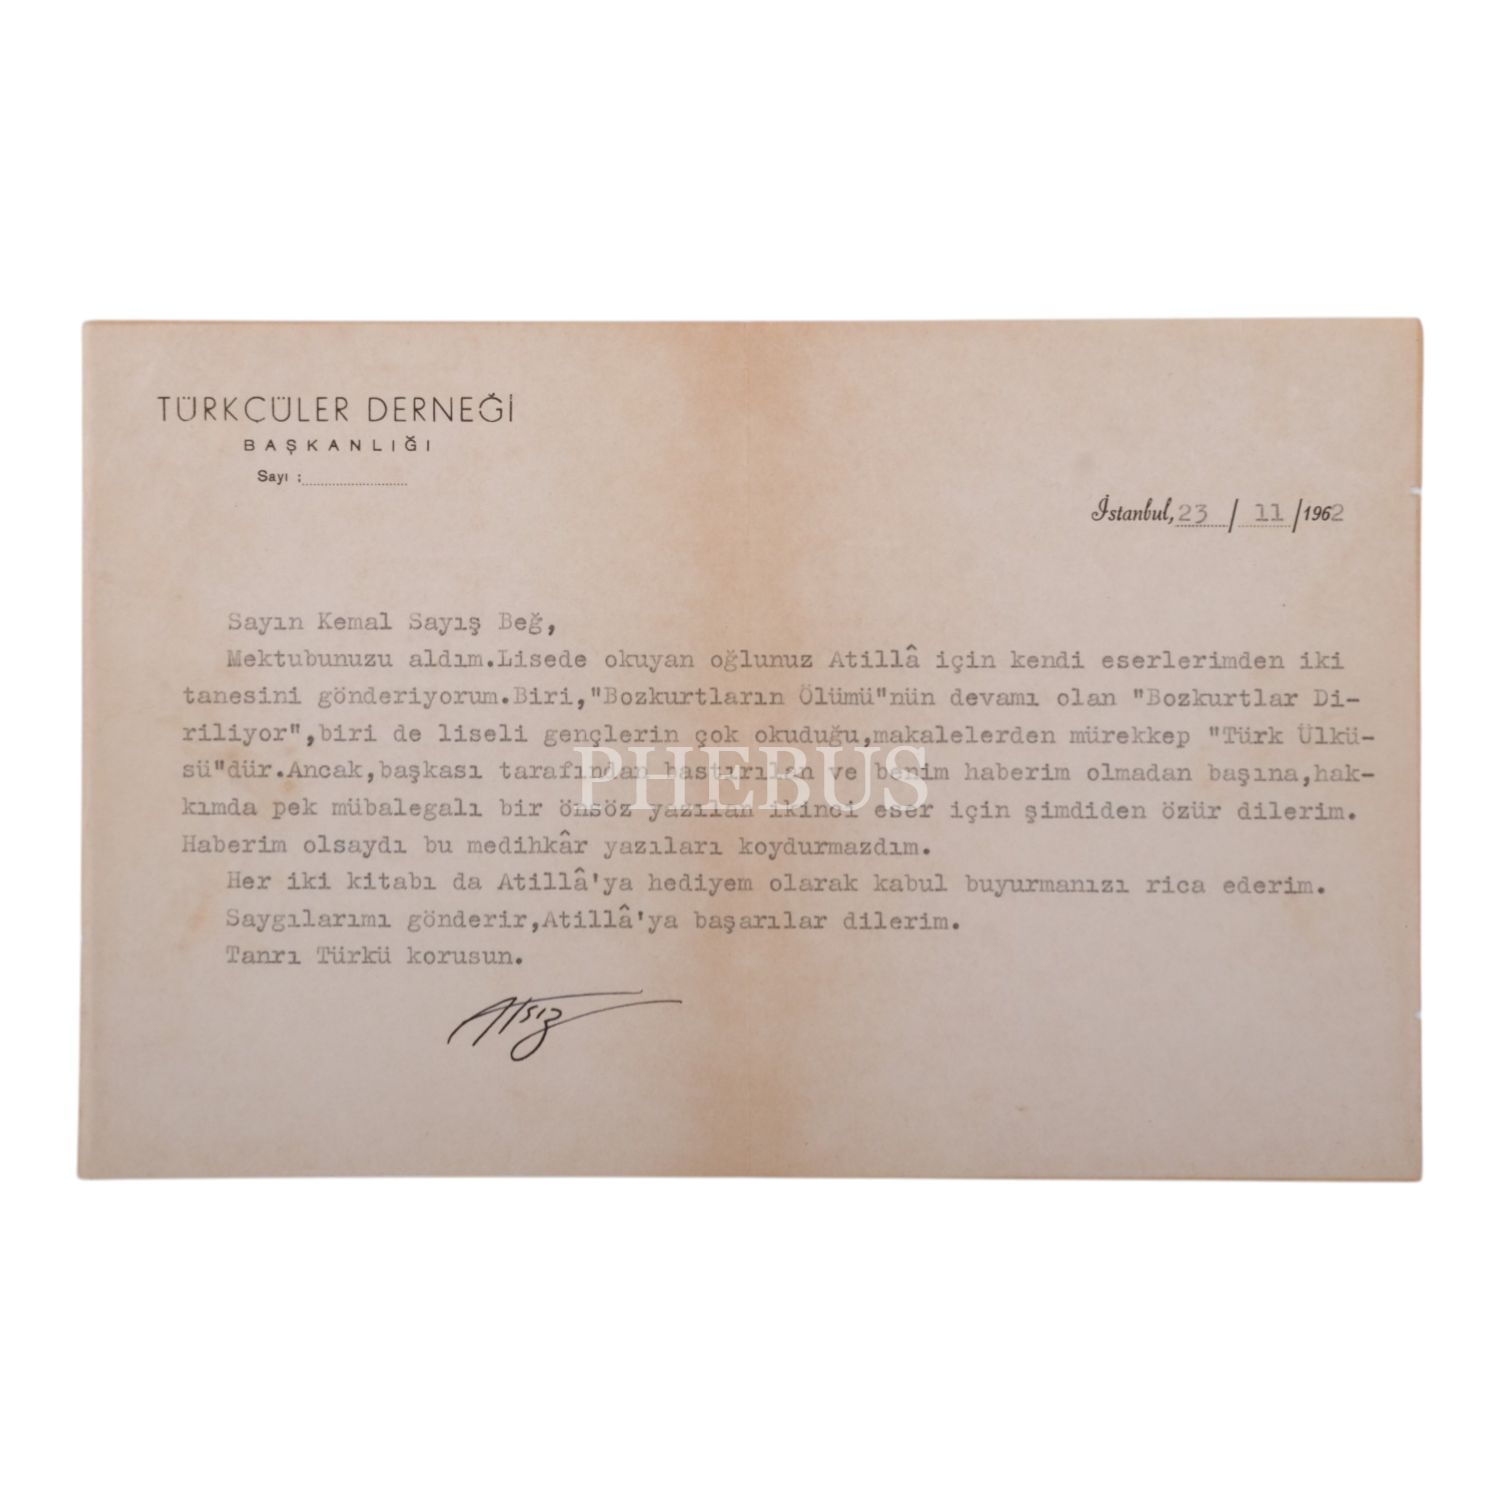 TÜRKÇÜLER DERNEĞİ
BAŞKANLIĞI
Sayı :
İstanbul, 23 / 11 /1962
Sayın Kemal Sayış Beğ,
Mektubunuzu aldım.Lisede okuyan oğlunuz Atillâ için kendi eserlerimden iki
tanesini gönderiyorum.Biri,"Bozkurtların Ölümü"nün devamı olan "Bozkurtlar Di-
riliyor",biri de liseli gençlerin çok okuduğu,makalelerden mürekkep "Türk Ülkü-
sü"dür.Ancak,başkası tarafından bastırılan ve benim haberim olmadan başına,hak-
kımda pek mübalegalı bir önsöz yazılan ikinci eser için şimdiden özür dilerim.
Haberim olsaydı bu medihkâr yazıları koydurmazdım.
Her iki kitabı da Atillâ'ya hediyem olarak kabul buyurmanızı rica ederim.
Saygılarımı gönderir,Atillâ'ya başarılar dilerim.
Tanrı Türkü korusun.
Atsız
PHEBUS